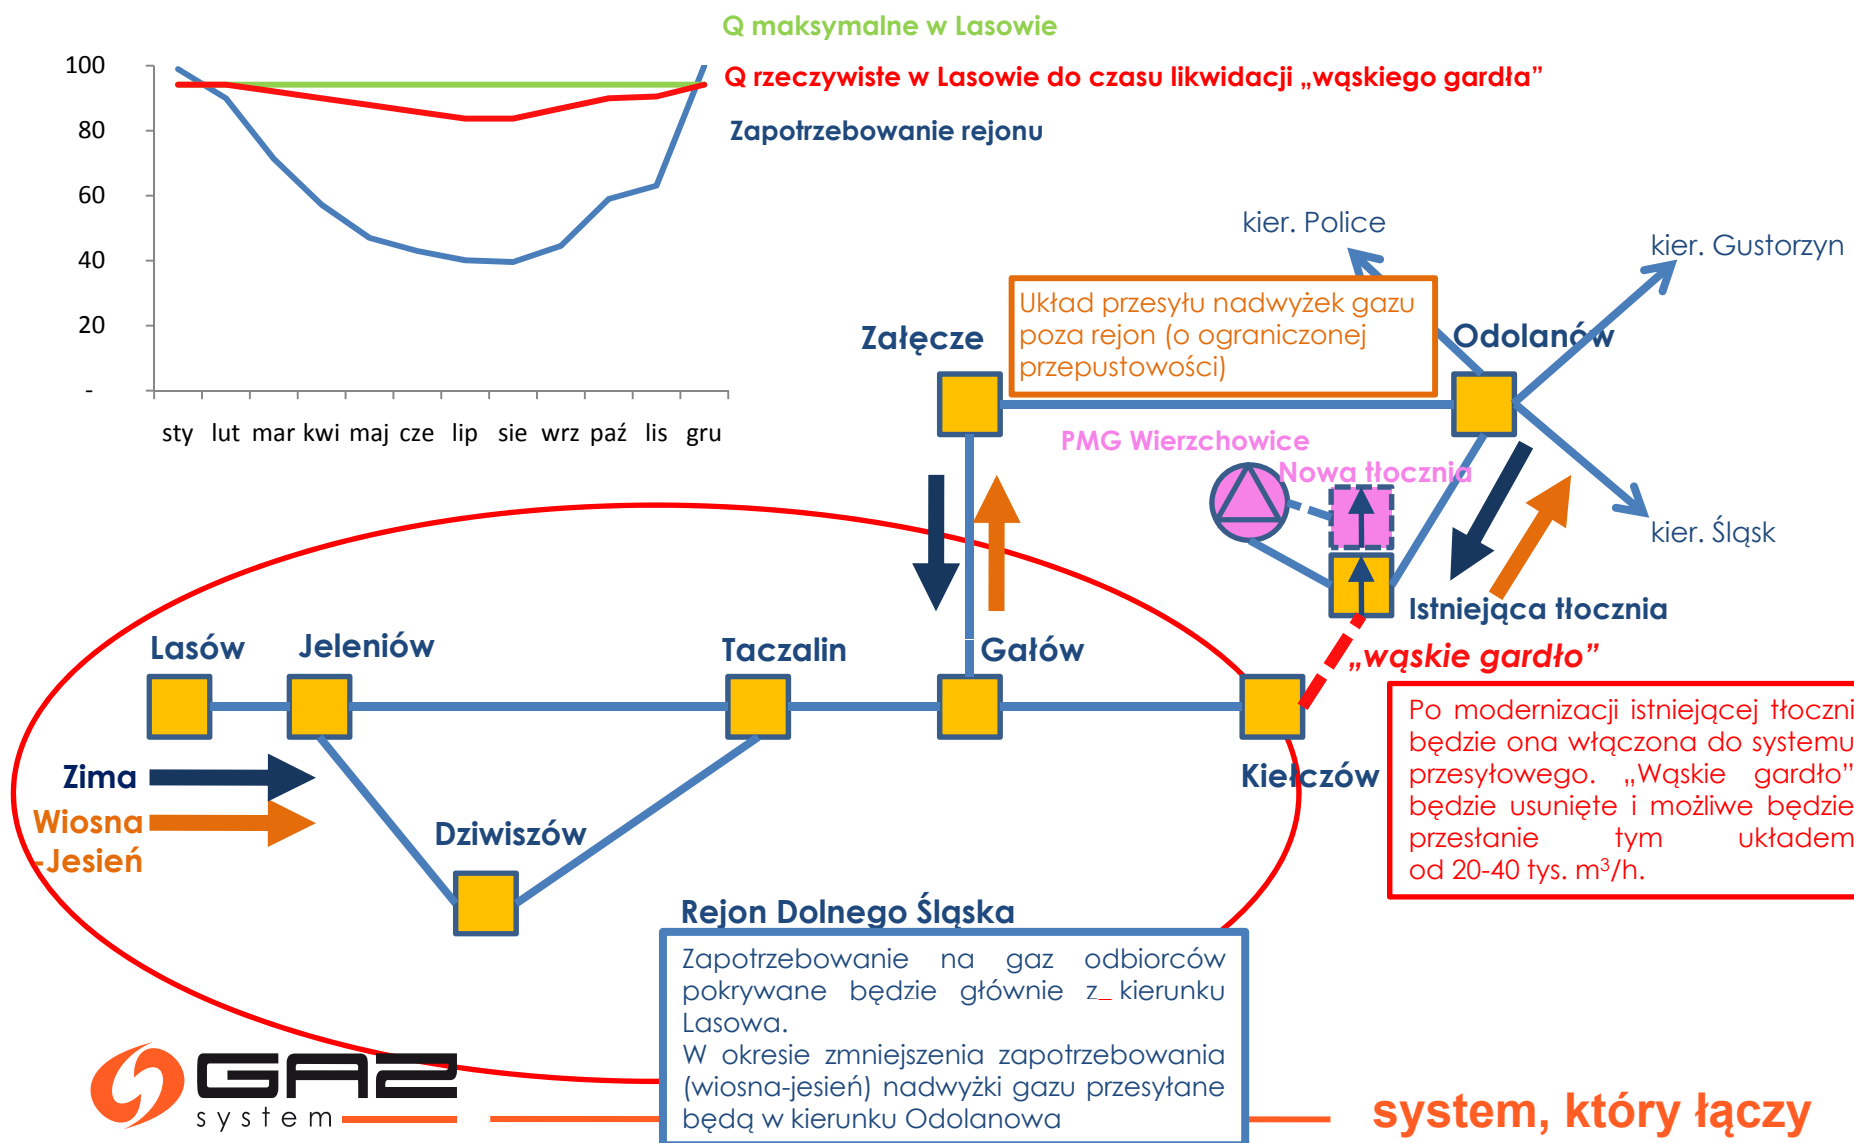 Q maksymalne w Lasowie
Q rzeczywiste w Lasowie do czasu likwidacji „wąskiego gardła”
Zapotrzebowanie rejonu
100
80
60
40
20
-
sty lut mar kwi maj cze lip sie wrz paź lis gru
kier. Police
kier. Gustorzyn
Układ przesyłu nadwyżek gazu
poza rejon (o ograniczonej
przepustowości)
Załęcze
Odolanów
PMG Wierzchowice
Nowa tłocznia
kier. Śląsk
Istniejąca tłocznia
„wąskie gardło”
Lasów
Jeleniów
Taczalin
Gałów
Kiełczów
Po modernizacji istniejącej tłoczni
będzie ona włączona do systemu
przesyłowego. „Wąskie gardło”
będzie usunięte i możliwe będzie
przesłanie tym układem
od 20-40 tys. m³/h.
Zima
Wiosna
-Jesień
Dziwiszów
Rejon Dolnego Śląska
Zapotrzebowanie na gaz odbiorców
pokrywane będzie głównie z_ kierunku
Lasowa.
W okresie zmniejszenia zapotrzebowania
(wiosna-jesień) nadwyżki gazu przesyłane
będą w kierunku Odolanowa
GAZ
system
system, który łączy